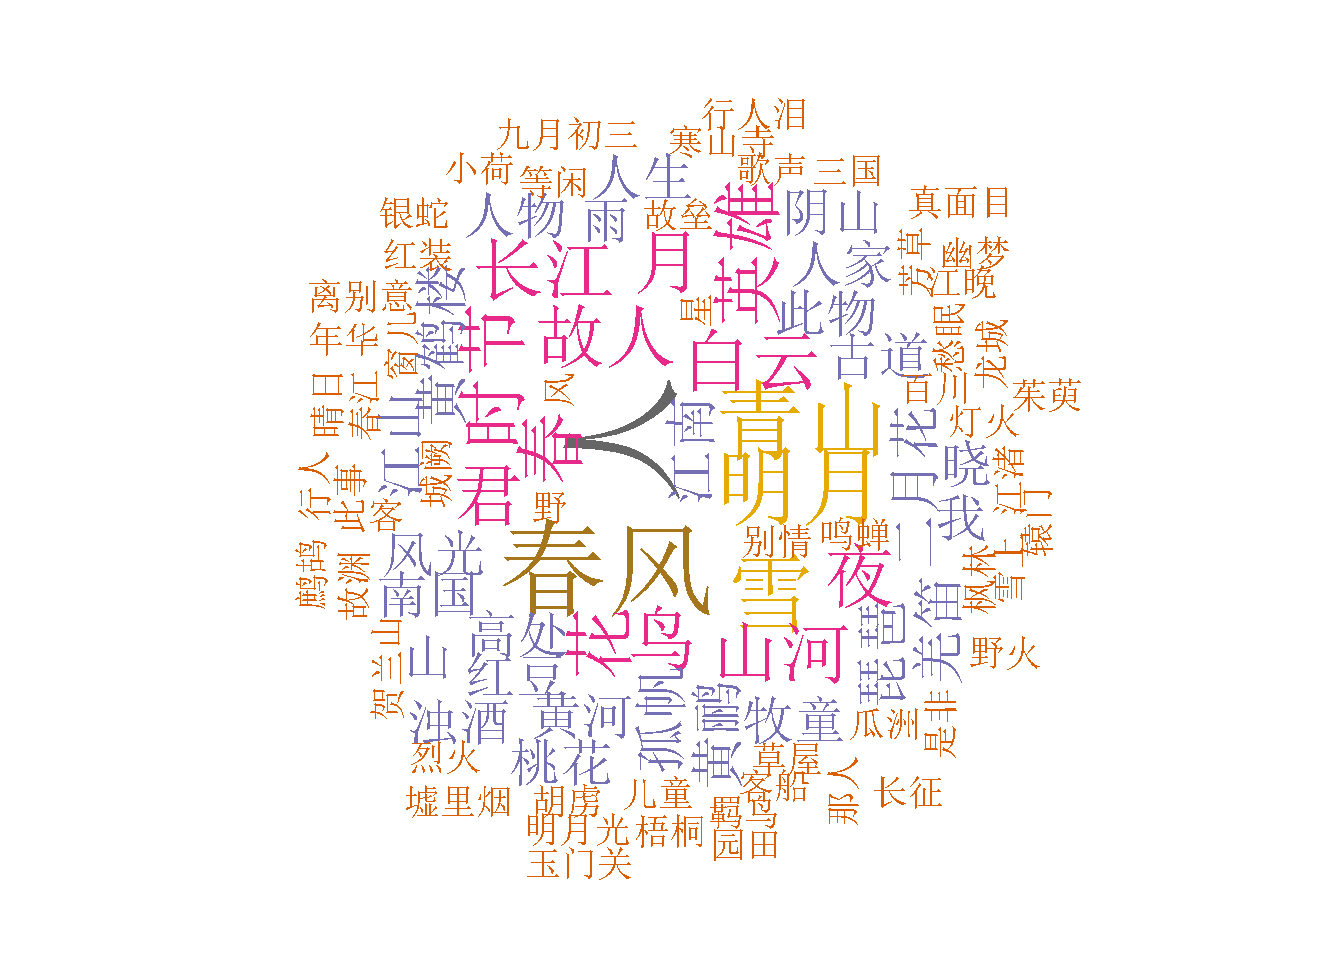 行人泪
九月初三
寒山寺
小荷
等闲
人生
歌声
三国
银蛇
人物
雨
故垒
英雄
阴山
真面目
红装
长江
月
人家
芳草
幽梦
江晚
离别意
黄鹤楼
时节
故人
星
白云
此物
古道
愁眠
龙城
年华
窗儿
晴日
春江
江山
君
春
风
人
江南
青山
明月
百川
茱萸
二月花
灯火
晓
江渚
行人
此事
城阙
客
野
我
辕门
春风
别情
鸣蝉
雪
夜
枫林
雪上
鹧鸪
故渊
风光
南国
高处
花
鸟
山河
琵琶
羌笛
野火
贺兰山
山
红豆
浊酒
黄河
孤帆
黄鹂
牧童
瓜洲
是非
烈火
桃花
草屋
客船
那人
长征
墟里烟
胡虏
儿童
羁鸟
明月光
梧桐
园田
玉门关